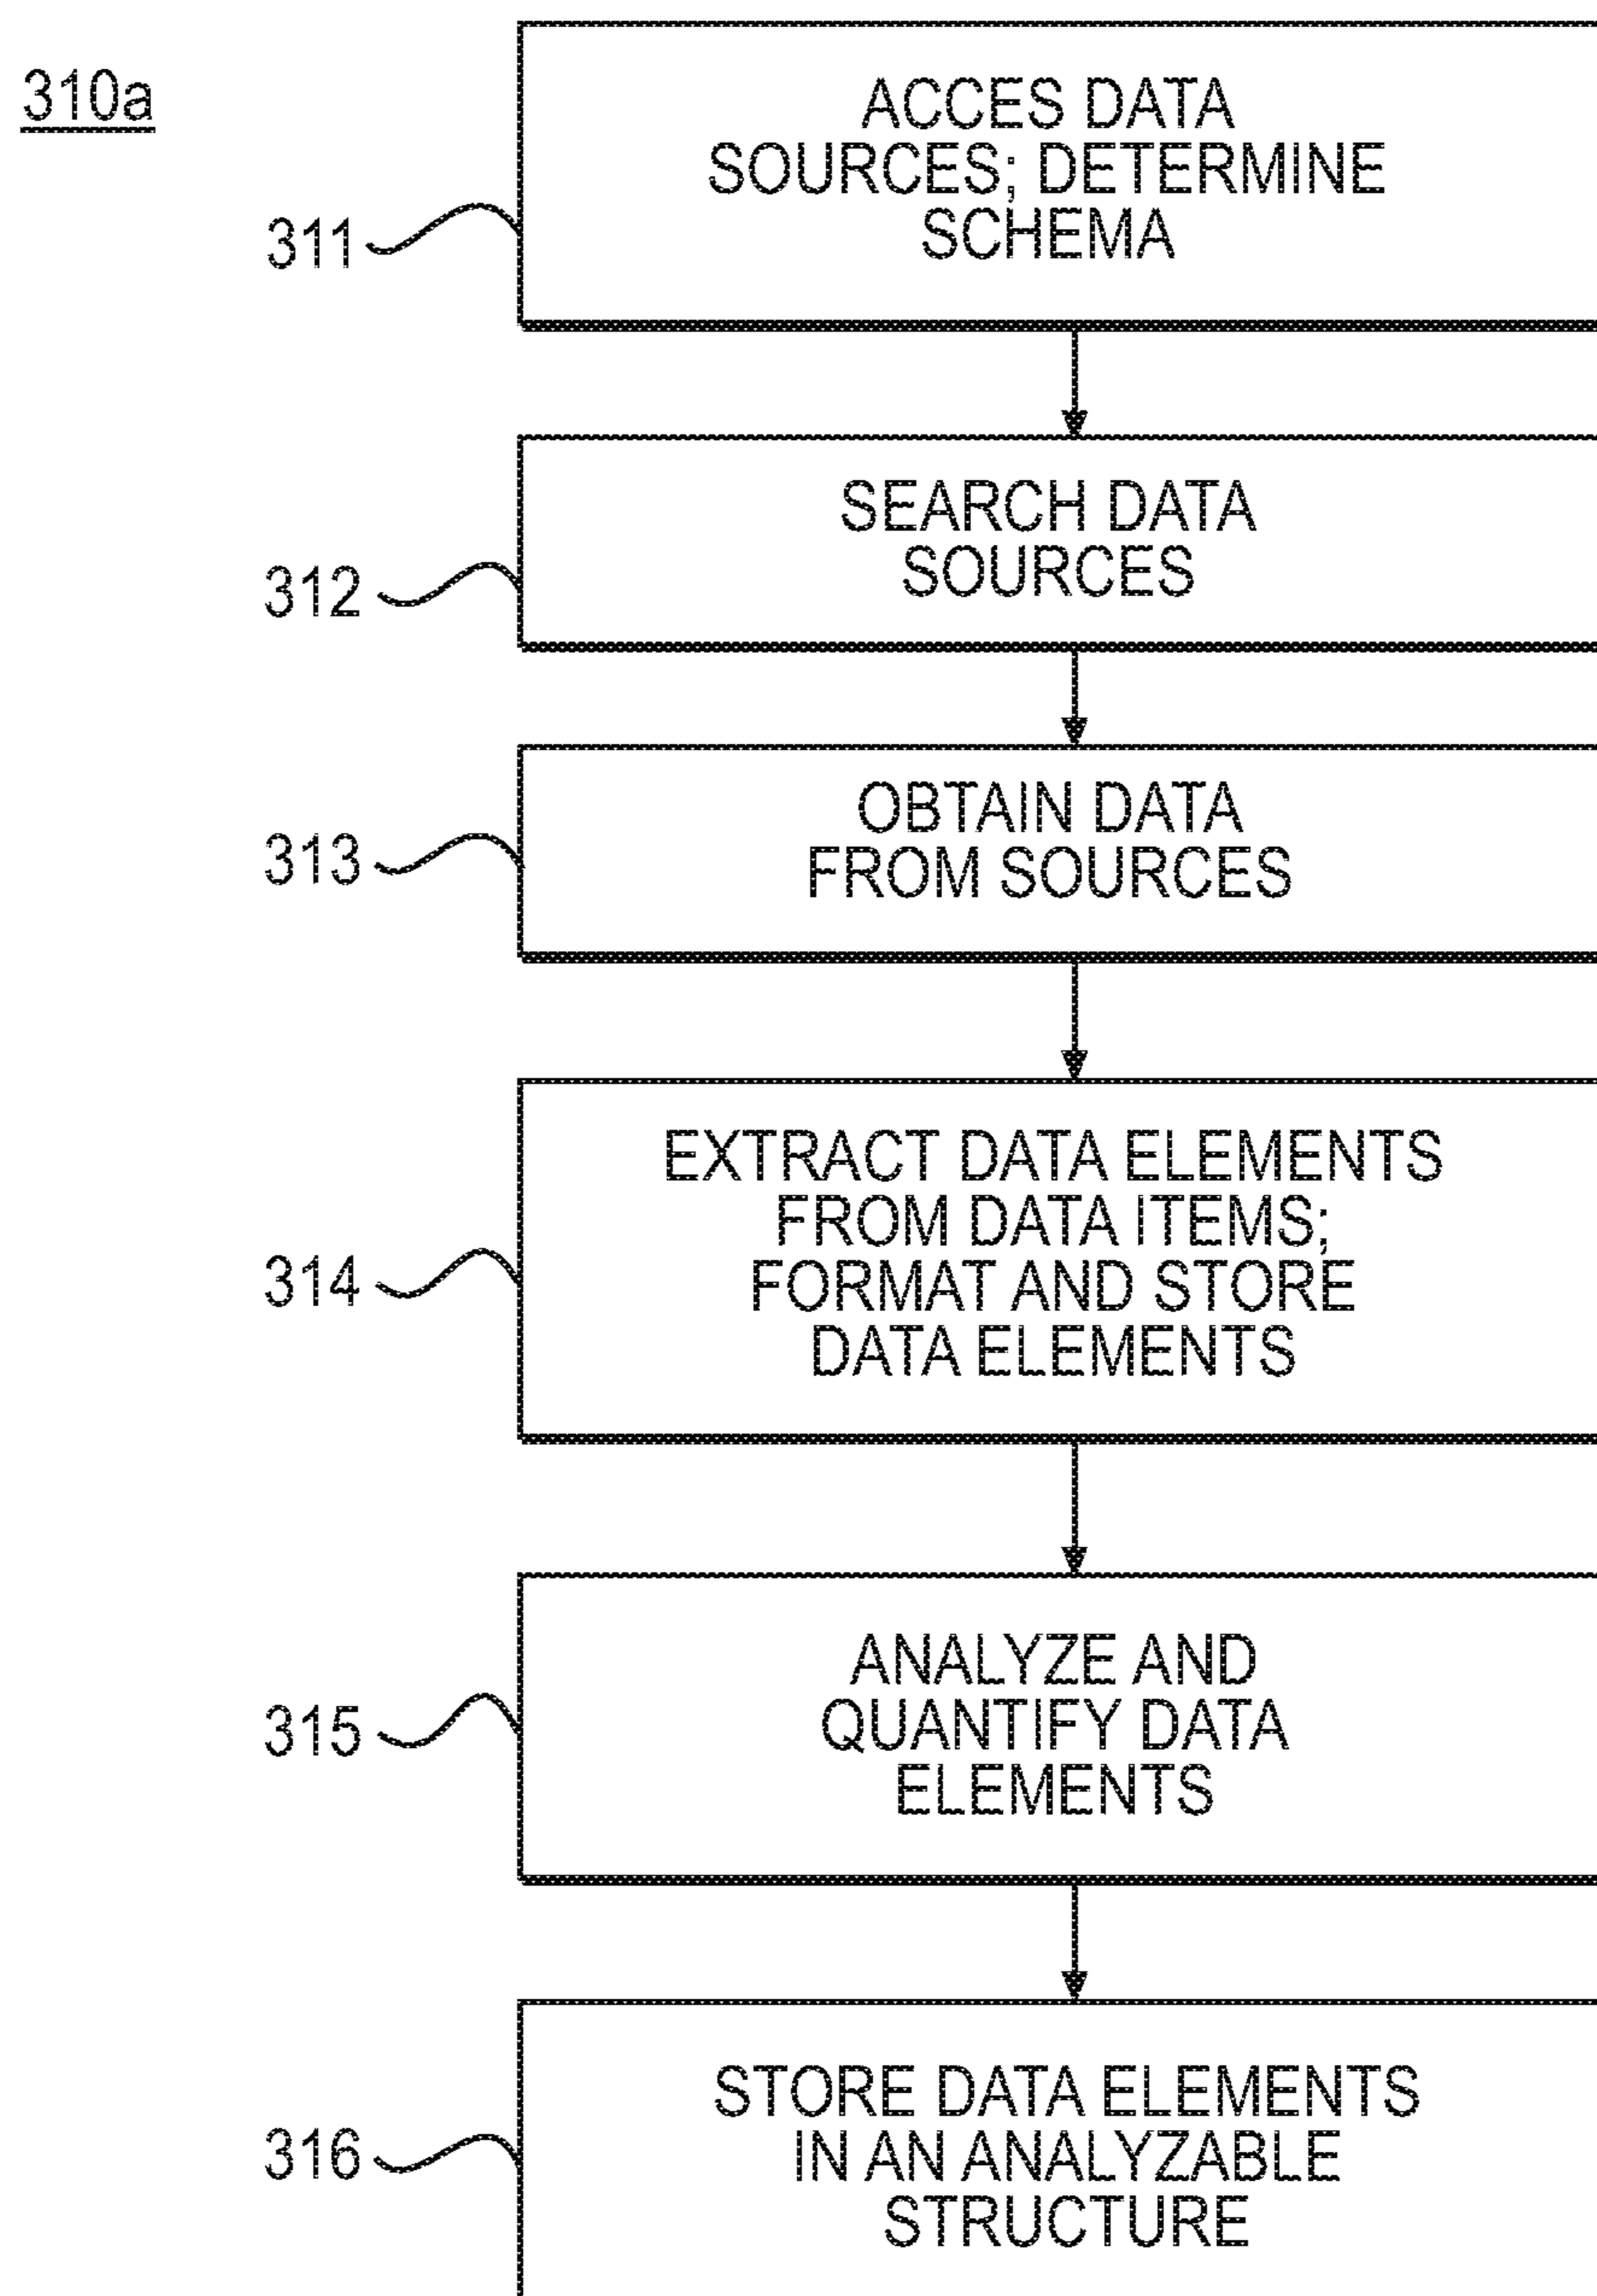 310a
ACCES DATA
SOURCES; DETERMINE
SCHEMA
311
SEARCH DATA
SOURCES
312
OBTAIN DATA
FROM SOURCES
313
EXTRACT DATA ELEMENTS
FROM DATA ITEMS;
FORMAT AND STORE
DATA ELEMENTS
314
ANALYZE AND
QUANTIFY DATA
ELEMENTS
315
STORE DATA ELEMENTS
IN AN ANALYZABLE
STRUCTURE
316